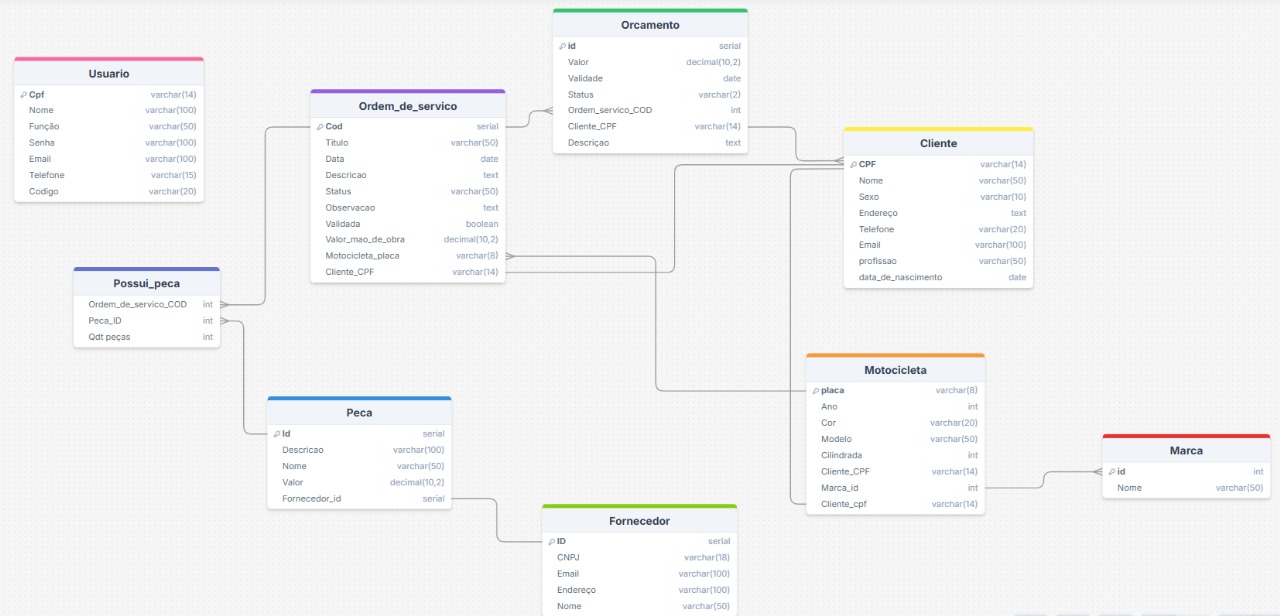 Usuario
Cpf varchar(14)
Nome varchar(100)
Função varchar(50)
Senha varchar(100)
Email varchar(100)
Telefone varchar(15)
Codigo varchar(20)
Ordem_de_servico
Cod serial
Titulo varchar(50)
Data date
Descricao text
Status varchar(50)
Observacao text
Validada boolean
Valor_mao_de_obra decimal(10,2)
Motocicleta_placa varchar(8)
Cliente_CPF varchar(14)
Orcamento
id serial
Valor decimal(10,2)
Validade date
Status varchar(2)
Ordem_servico_COD int
Cliente_CPF varchar(14)
Descriçao text
Cliente
CPF varchar(14)
Nome varchar(50)
Sexo varchar(10)
Endereço text
Telefone varchar(20)
Email varchar(100)
profissao varchar(50)
data_de_nascimento date
Possui_peca
Ordem_de_servico_COD int
Peca_ID int
Qdt peças int
Peca
Id serial
Descricao varchar(100)
Nome varchar(50)
Valor decimal(10,2)
Fornecedor_id serial
Motocicleta
placa varchar(8)
Ano int
Cor varchar(20)
Modelo varchar(50)
Cilindrada int
Cliente_CPF varchar(14)
Marca_id int
Cliente_cpf varchar(14)
Marca
id int
Nome varchar(50)
Fornecedor
ID serial
CNPJ varchar(18)
Email varchar(100)
Endereço varchar(100)
Nome varchar(50)